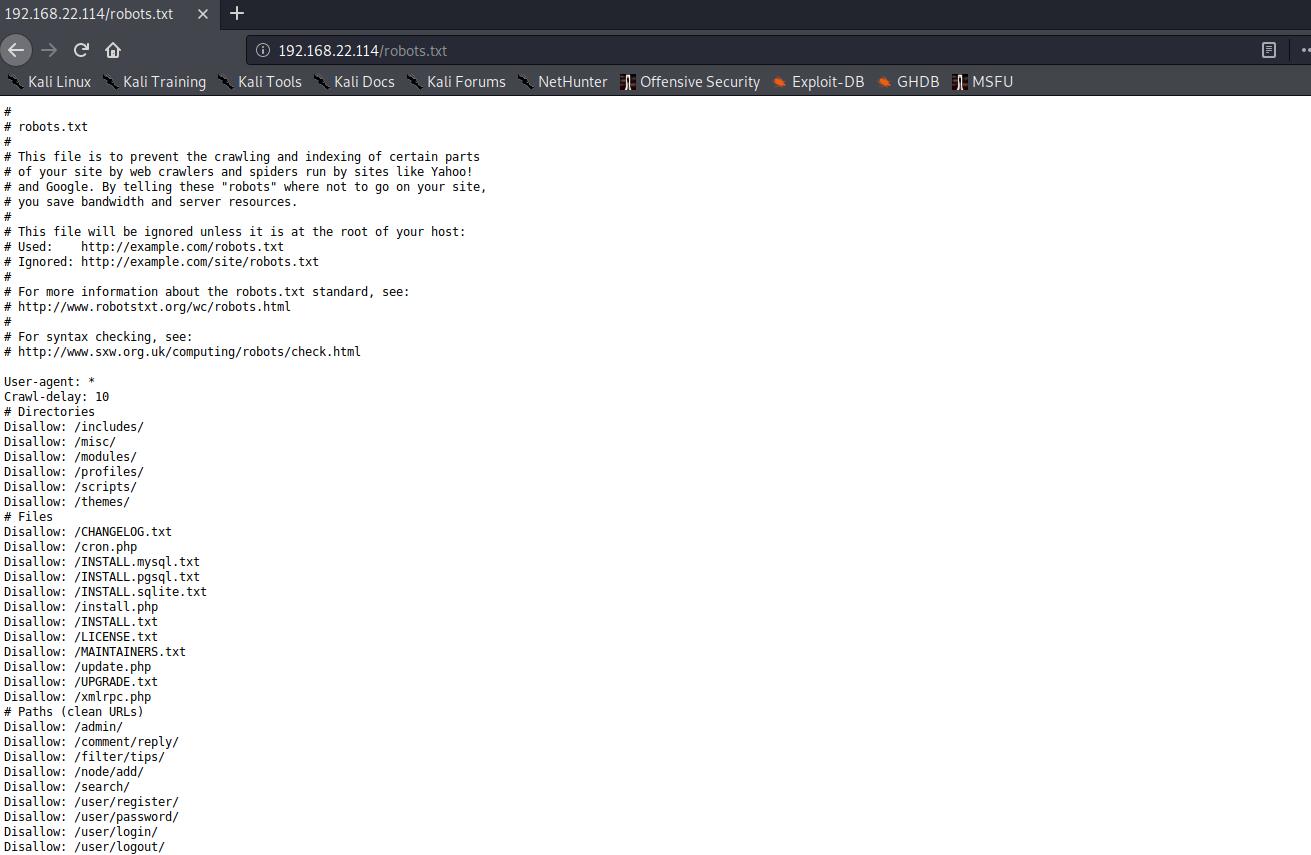 192.168.22.114/robots.txt
192.168.22.114/robots.txt
Kali Linux Kali Training Kali Tools Kali Docs Kali Forums NetHunter Offensive Security Exploit-DB GHDB MSFU
#
# robots.txt
#
# This file is to prevent the crawling and indexing of certain parts
# of your site by web crawlers and spiders run by sites like Yahoo!
# and Google. By telling these "robots" where not to go on your site,
# you save bandwidth and server resources.
#
# This file will be ignored unless it is at the root of your host:
# Used:    http://example.com/robots.txt
# Ignored: http://example.com/site/robots.txt
#
# For more information about the robots.txt standard, see:
# http://www.robotstxt.org/wc/robots.html
#
# For syntax checking, see:
# http://www.sxw.org.uk/computing/robots/check.html
User-agent: *
Crawl-delay: 10
# Directories
Disallow: /includes/
Disallow: /misc/
Disallow: /modules/
Disallow: /profiles/
Disallow: /scripts/
Disallow: /themes/
# Files
Disallow: /CHANGELOG.txt
Disallow: /cron.php
Disallow: /INSTALL.mysql.txt
Disallow: /INSTALL.pgsql.txt
Disallow: /INSTALL.sqlite.txt
Disallow: /install.php
Disallow: /INSTALL.txt
Disallow: /LICENSE.txt
Disallow: /MAINTAINERS.txt
Disallow: /update.php
Disallow: /UPGRADE.txt
Disallow: /xmlrpc.php
# Paths (clean URLs)
Disallow: /admin/
Disallow: /comment/reply/
Disallow: /filter/tips/
Disallow: /node/add/
Disallow: /search/
Disallow: /user/register/
Disallow: /user/password/
Disallow: /user/login/
Disallow: /user/logout/